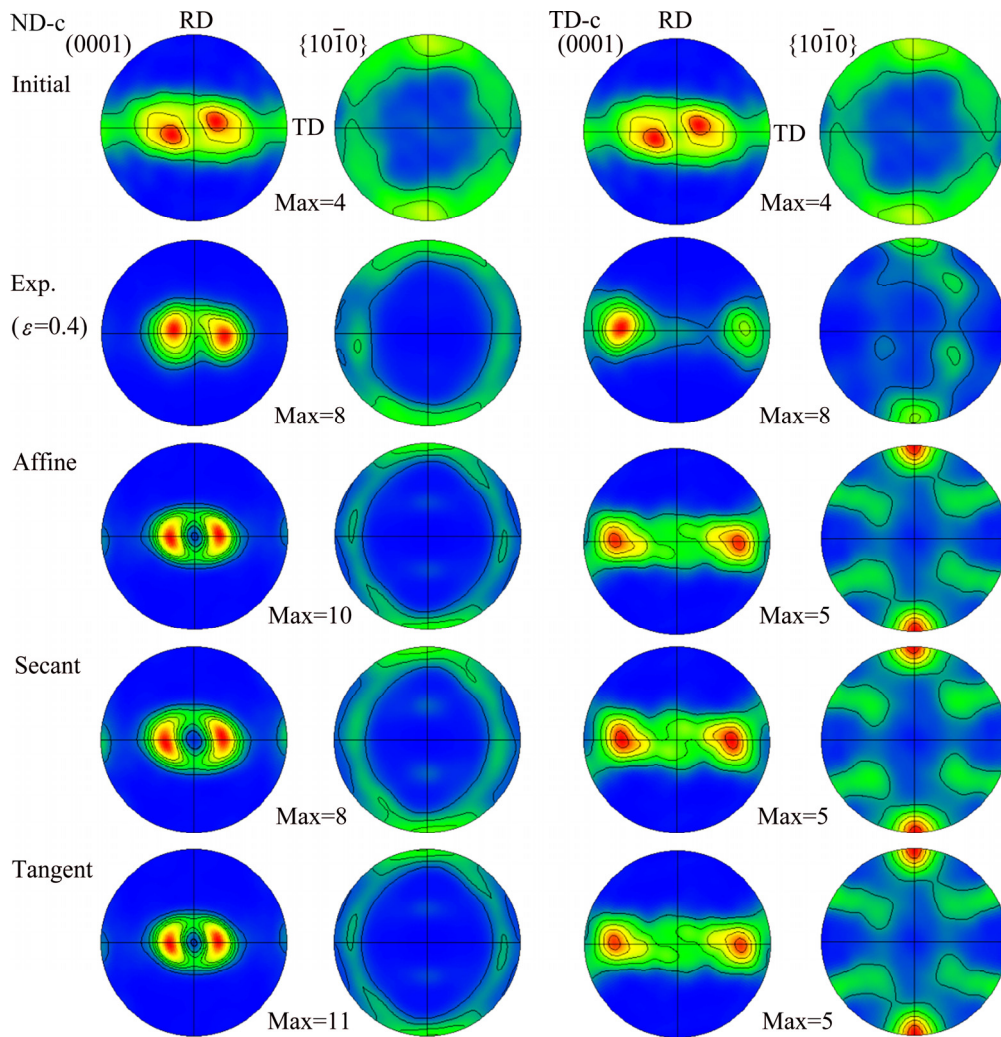 ND-c RD TD-c RD
(0001) {101̄0} (0001) {101̄0}
Initial
TD TD
Max=4 Max=4
Exp.
(ε=0.4)
Max=8 Max=8
Affine
Max=10 Max=5
Secant
Max=8 Max=5
Tangent
Max=11 Max=5